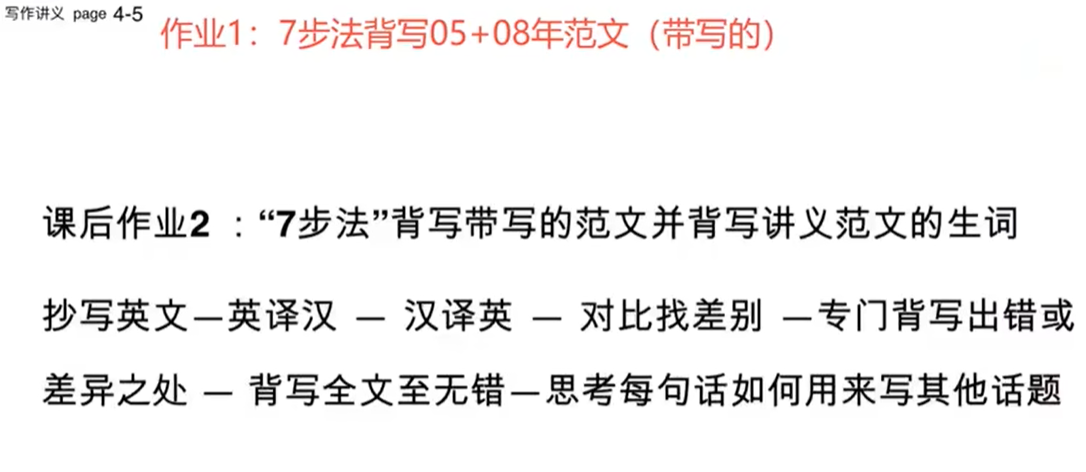 写作讲义 page 4-5
作业1：7步法背写05+08年范文（带写的）
课后作业2 ：“7步法”背写带写的范文并背写讲义范文的生词
抄写英文—英译汉 — 汉译英 — 对比找差别 —专门背写出错或
差异之处 — 背写全文至无错—思考每句话如何用来写其他话题